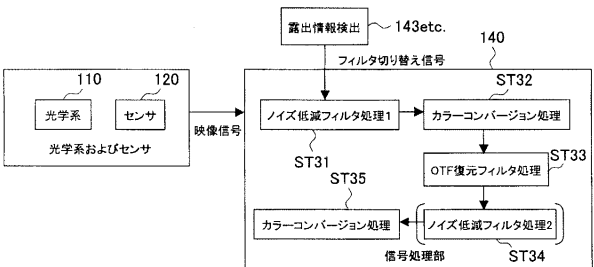 露出情報検出
143etc.
フィルタ切り替え信号
140
110
120
光学系
センサ
光学系およびセンサ
映像信号
ノイズ低減フィルタ処理1
ST31
ST32
カラーコンバージョン処理
ST33
OTF復元フィルタ処理
ST35
カラーコンバージョン処理
ノイズ低減フィルタ処理2
ST34
信号処理部